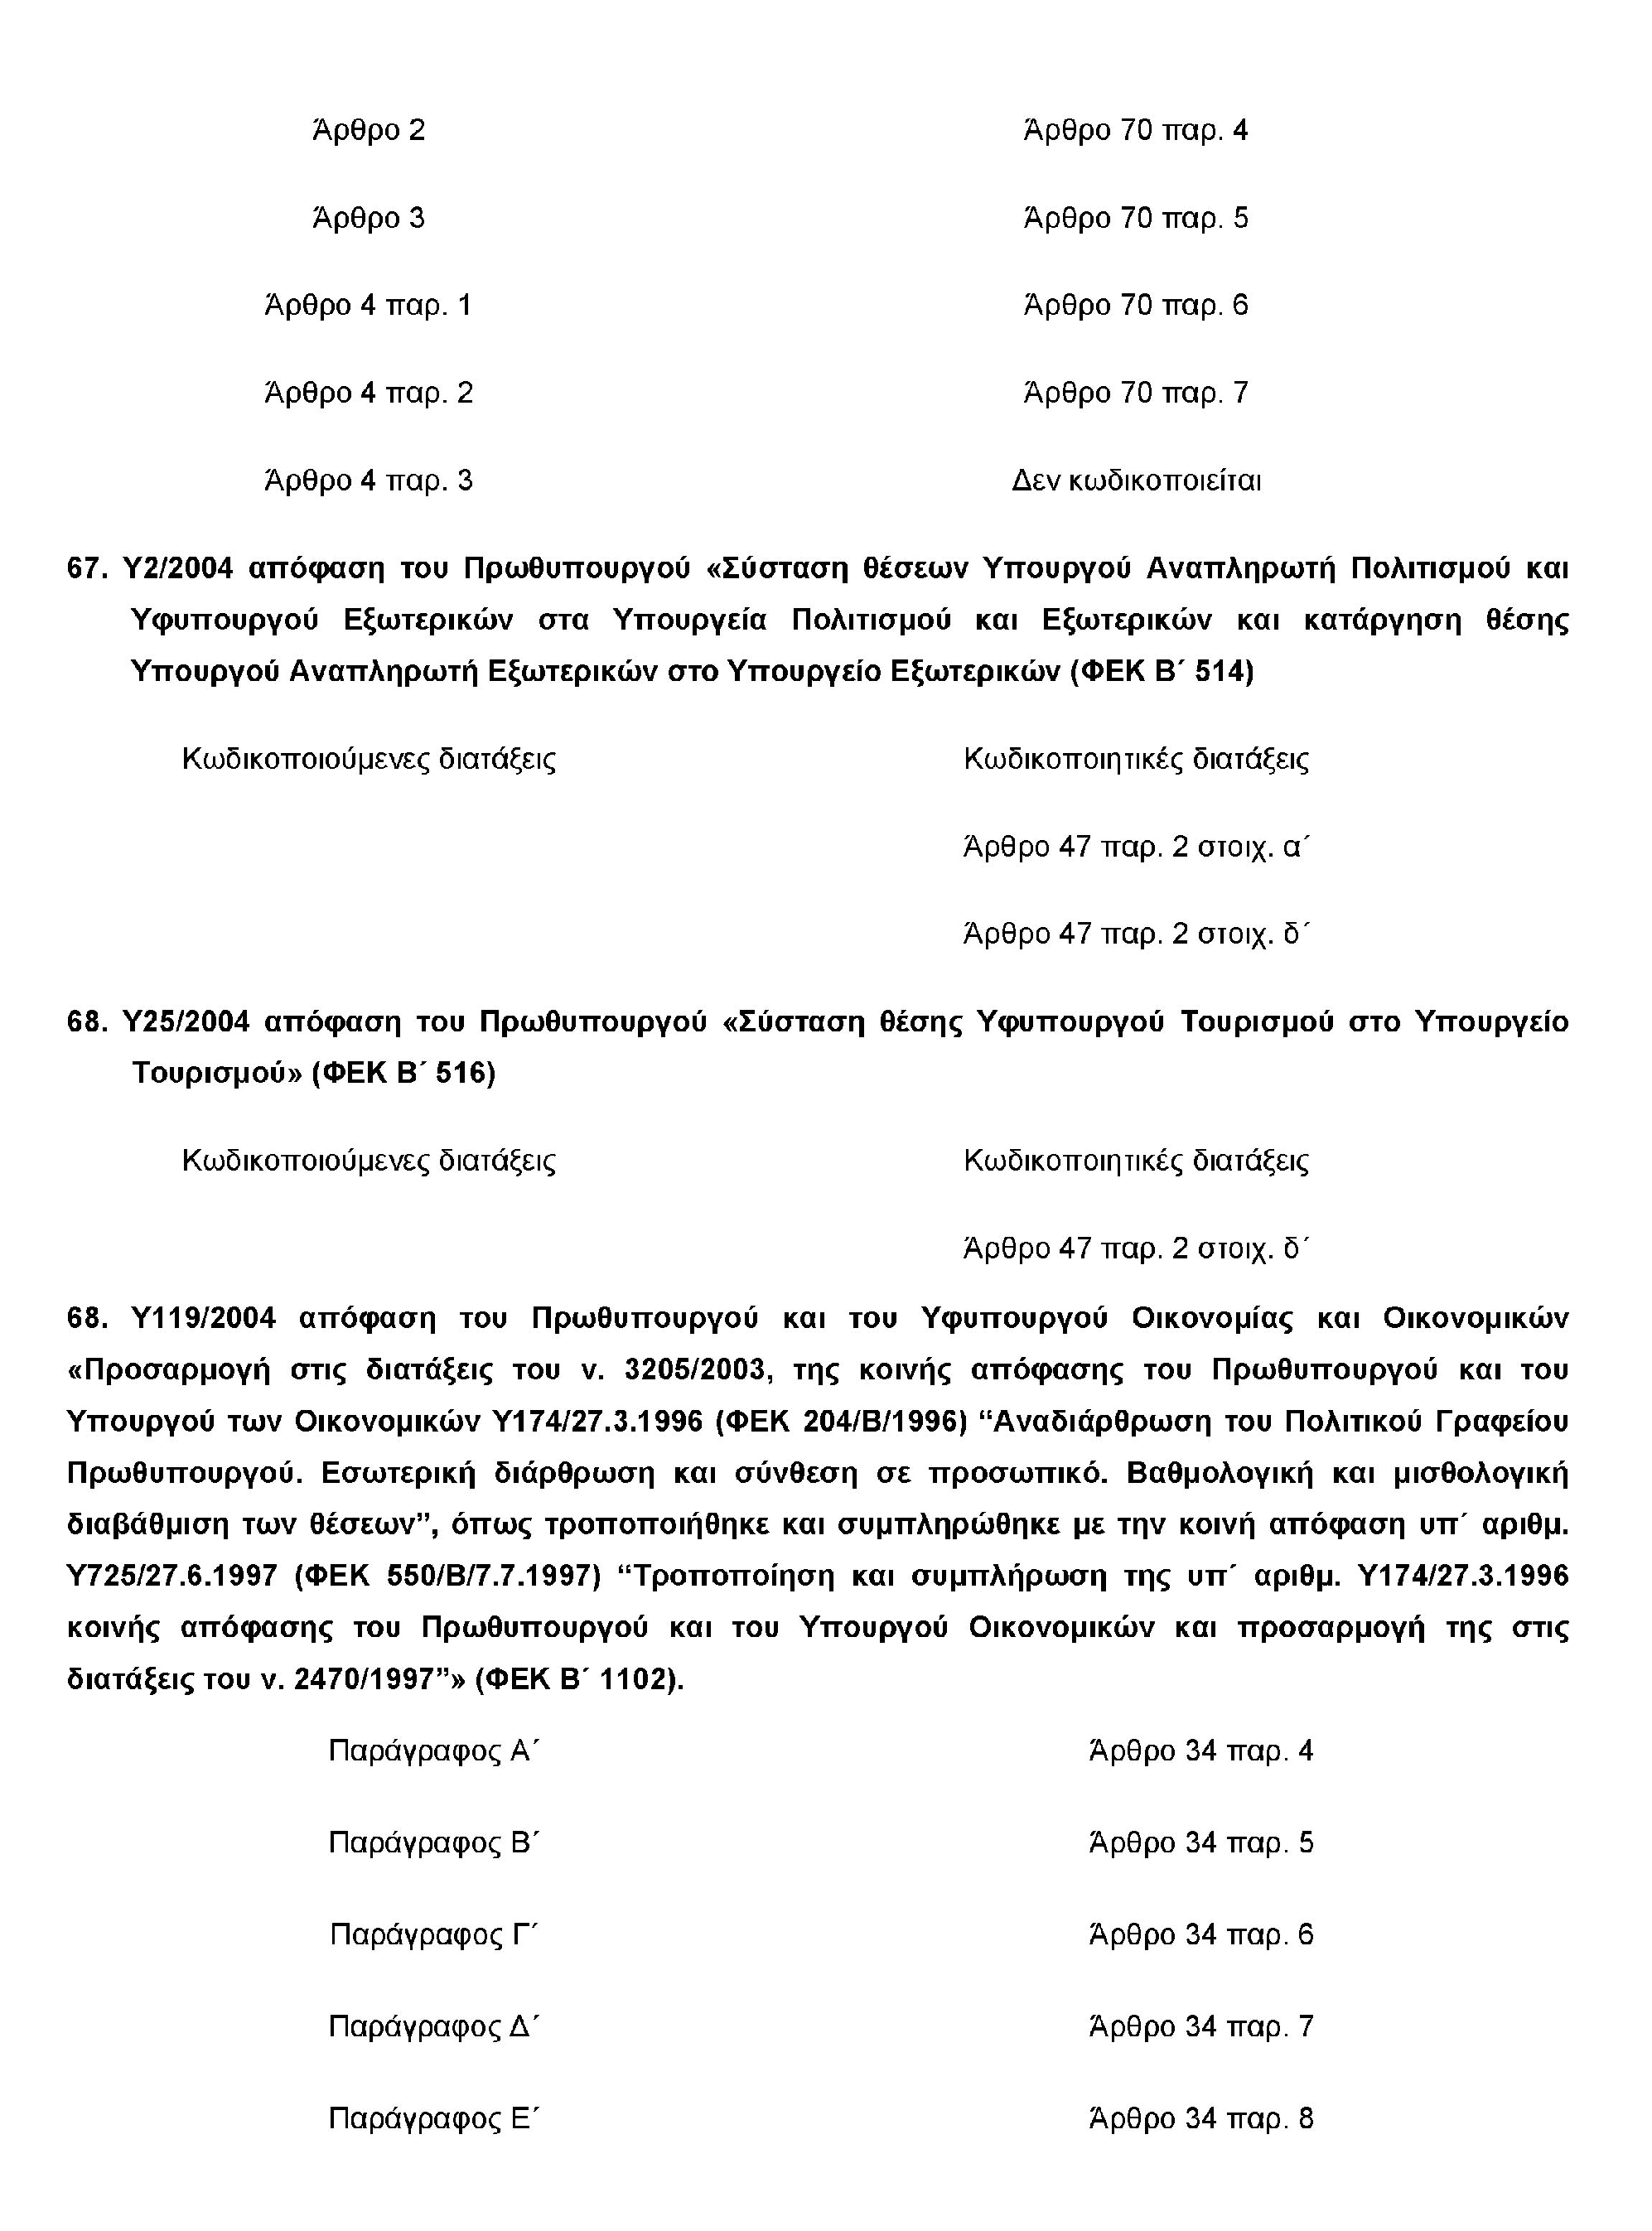 Άρθρο 2 Άρθρο 70 παρ. 4
Άρθρο 3 Άρθρο 70 παρ. 5
Άρθρο 4 παρ. 1 Άρθρο 70 παρ. 6
Άρθρο 4 παρ. 2 Άρθρο 70 παρ. 7
Άρθρο 4 παρ. 3 Δεν κωδικοποιείται
67. Υ2/2004 απόφαση του Πρωθυπουργού «Σύσταση θέσεων Υπουργού Αναπληρωτή Πολιτισμού και
Υφυπουργού Εξωτερικών στα Υπουργεία Πολιτισμού και Εξωτερικών και κατάργηση θέσης
Υπουργού Αναπληρωτή Εξωτερικών στο Υπουργείο Εξωτερικών (ΦΕΚ Β΄ 514)
Κωδικοποιούμενες διατάξεις Κωδικοποιητικές διατάξεις
Άρθρο 47 παρ. 2 στοιχ. α΄
Άρθρο 47 παρ. 2 στοιχ. δ΄
68. Υ25/2004 απόφαση του Πρωθυπουργού «Σύσταση θέσης Υφυπουργού Τουρισμού στο Υπουργείο
Τουρισμού» (ΦΕΚ Β΄ 516)
Κωδικοποιούμενες διατάξεις Κωδικοποιητικές διατάξεις
Άρθρο 47 παρ. 2 στοιχ. δ΄
68. Υ119/2004 απόφαση του Πρωθυπουργού και του Υφυπουργού Οικονομίας και Οικονομικών
«Προσαρμογή στις διατάξεις του ν. 3205/2003, της κοινής απόφασης του Πρωθυπουργού και του
Υπουργού των Οικονομικών Υ174/27.3.1996 (ΦΕΚ 204/Β/1996) “Αναδιάρθρωση του Πολιτικού Γραφείου
Πρωθυπουργού. Εσωτερική διάρθρωση και σύνθεση σε προσωπικό. Βαθμολογική και μισθολογική
διαβάθμιση των θέσεων”, όπως τροποποιήθηκε και συμπληρώθηκε με την κοινή απόφαση υπ΄ αριθμ.
Υ725/27.6.1997 (ΦΕΚ 550/Β/7.7.1997) “Τροποποίηση και συμπλήρωση της υπ΄ αριθμ. Υ174/27.3.1996
κοινής απόφασης του Πρωθυπουργού και του Υπουργού Οικονομικών και προσαρμογή της στις
διατάξεις του ν. 2470/1997”» (ΦΕΚ Β΄ 1102).
Παράγραφος Α΄ Άρθρο 34 παρ. 4
Παράγραφος Β΄ Άρθρο 34 παρ. 5
Παράγραφος Γ΄ Άρθρο 34 παρ. 6
Παράγραφος Δ΄ Άρθρο 34 παρ. 7
Παράγραφος Ε΄ Άρθρο 34 παρ. 8